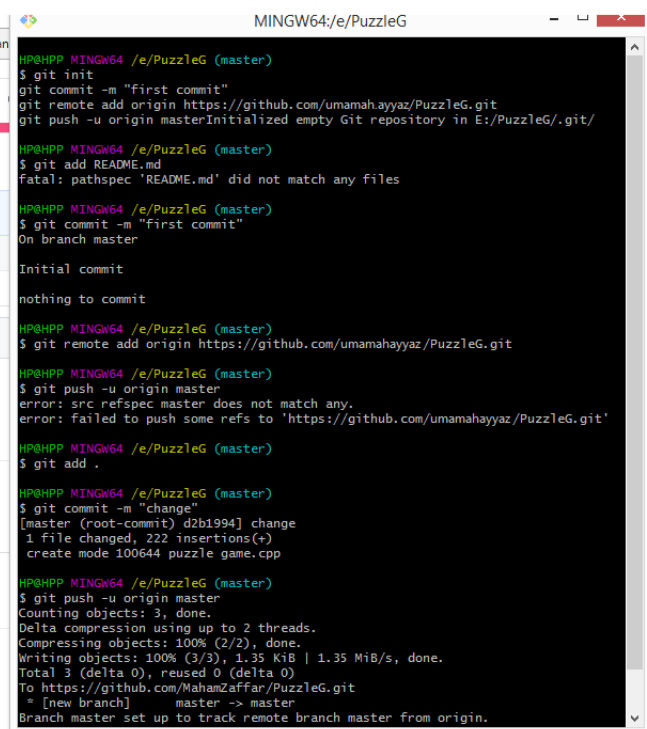 MINGW64:/e/PuzzleG
an
HP@HPP MINGW64 /e/PuzzleG (master)
$ git init
git commit -m "first commit"
git remote add origin https://github.com/umamah.ayyaz/PuzzleG.git
git push -u origin masterInitialized empty Git repository in E:/PuzzleG/.git/
HP@HPP MINGW64 /e/PuzzleG (master)
$ git add README.md
fatal: pathspec 'README.md' did not match any files
HP@HPP MINGW64 /e/PuzzleG (master)
$ git commit -m "first commit"
On branch master
Initial commit
nothing to commit
HP@HPP MINGW64 /e/PuzzleG (master)
$ git remote add origin https://github.com/umamahayyaz/PuzzleG.git
HP@HPP MINGW64 /e/PuzzleG (master)
$ git push -u origin master
error: src refspec master does not match any.
error: failed to push some refs to 'https://github.com/umamahayyaz/PuzzleG.git'
HP@HPP MINGW64 /e/PuzzleG (master)
$ git add .
HP@HPP MINGW64 /e/PuzzleG (master)
$ git commit -m "change"
[master (root-commit) d2b1994] change
1 file changed, 222 insertions(+)
create mode 100644 puzzle game.cpp
HP@HPP MINGW64 /e/PuzzleG (master)
$ git push -u origin master
Counting objects: 3, done.
Delta compression using up to 2 threads.
Compressing objects: 100% (2/2), done.
Writing objects: 100% (3/3), 1.35 KiB | 1.35 MiB/s, done.
Total 3 (delta 0), reused 0 (delta 0)
To https://github.com/MahamZaffar/PuzzleG.git
* [new branch] master -> master
Branch master set up to track remote branch master from origin.